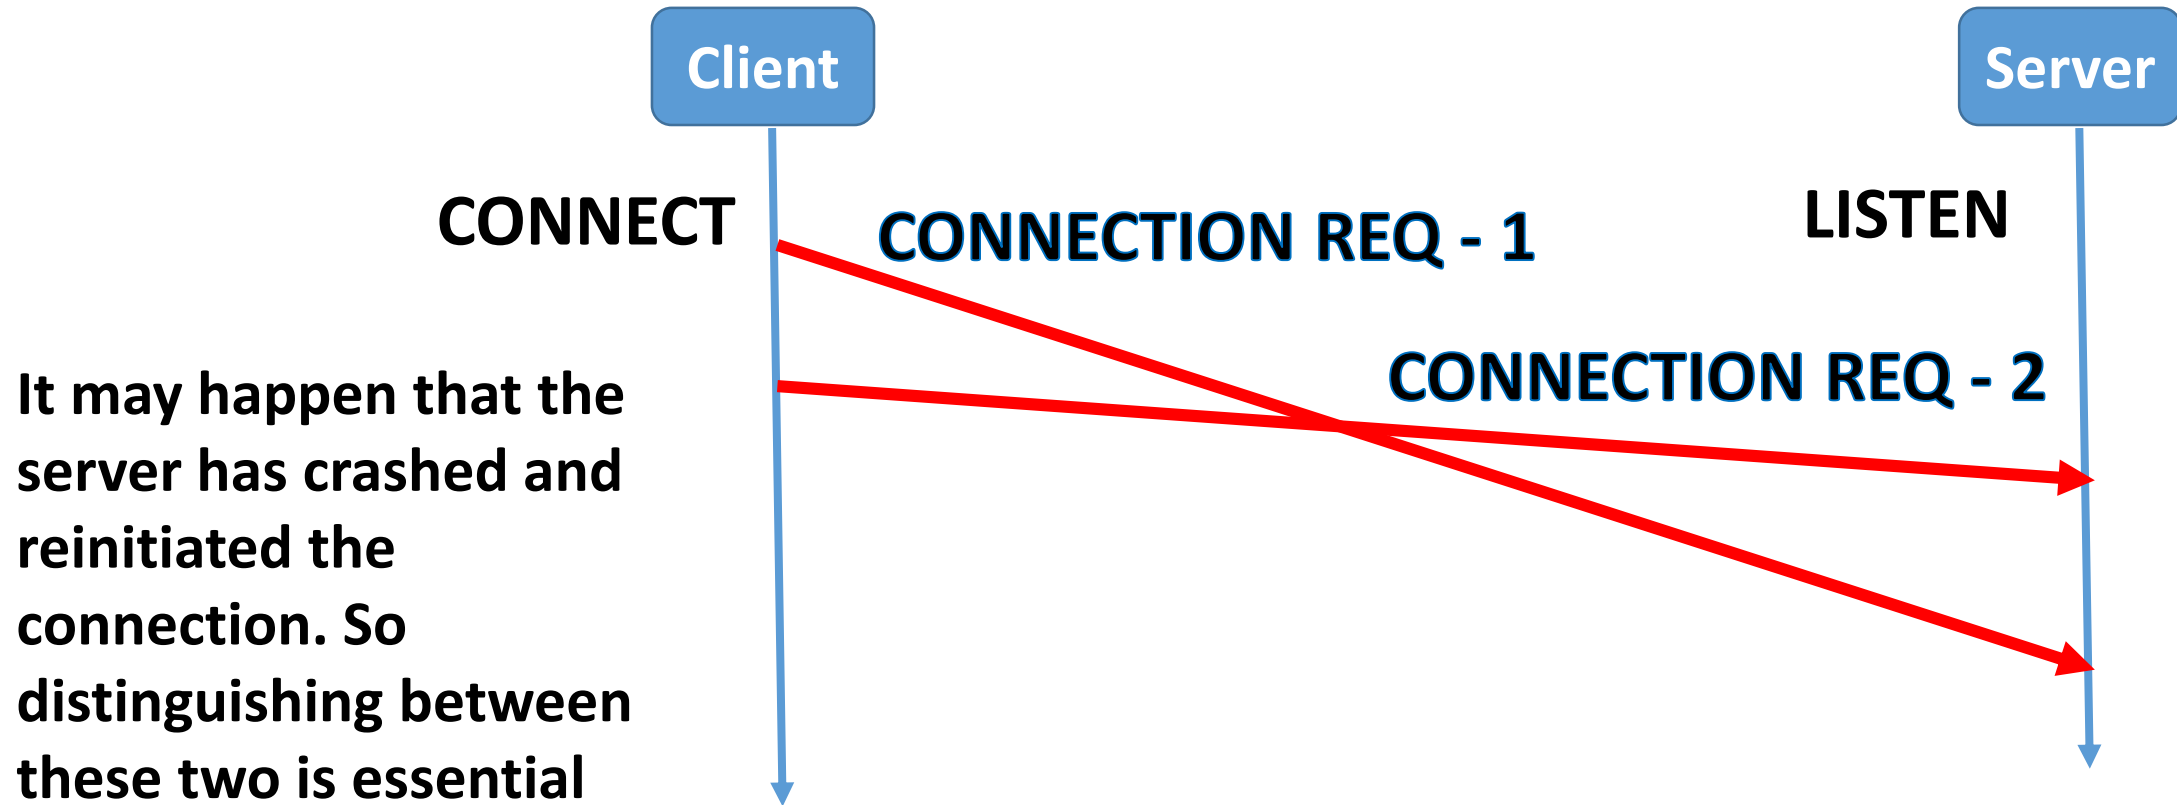 Client
Server
CONNECT
CONNECTION REQ - 1
LISTEN
CONNECTION REQ - 2
It may happen that the
server has crashed and
reinitiated the
connection. So
distinguishing between
these two is essential